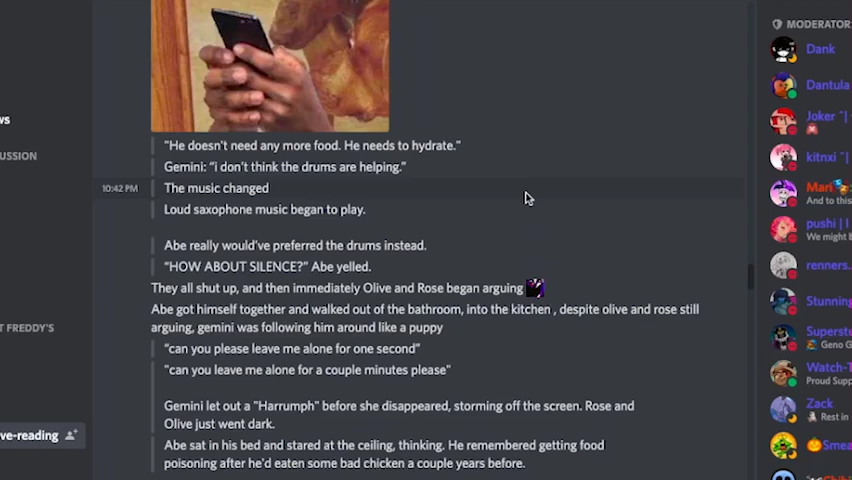 MODERATOR
Dank
ws
Dantula
USSION
"He doesn't need any more food. He needs to hydrate."
Joker ^|
Gemini: “i don't think the drums are helping.”
kitnxi ^|
10:42 PM The music changed
Mari
And to this
Loud saxophone music began to play.
pushi | l
We might b
Abe really would've preferred the drums instead.
“HOW ABOUT SILENCE?” Abe yelled.
renners..
They all shut up, and then immediately Olive and Rose began arguing
Stunning
Abe got himself together and walked out of the bathroom, into the kitchen , despite olive and rose still
arguing, gemini was following him around like a puppy
T FREDDY'S
Superstu
Geno G
“can you please leave me alone for one second”
"can you leave me alone for a couple minutes please"
Watch-T
Proud Supp
Gemini let out a "Harrumph" before she disappeared, storming off the screen. Rose and
Olive just went dark.
Zack
Rest in
ve-reading
Abe sat in his bed and stared at the ceiling, thinking. He remembered getting food
poisoning after he'd eaten some bad chicken a couple years before.
Smea